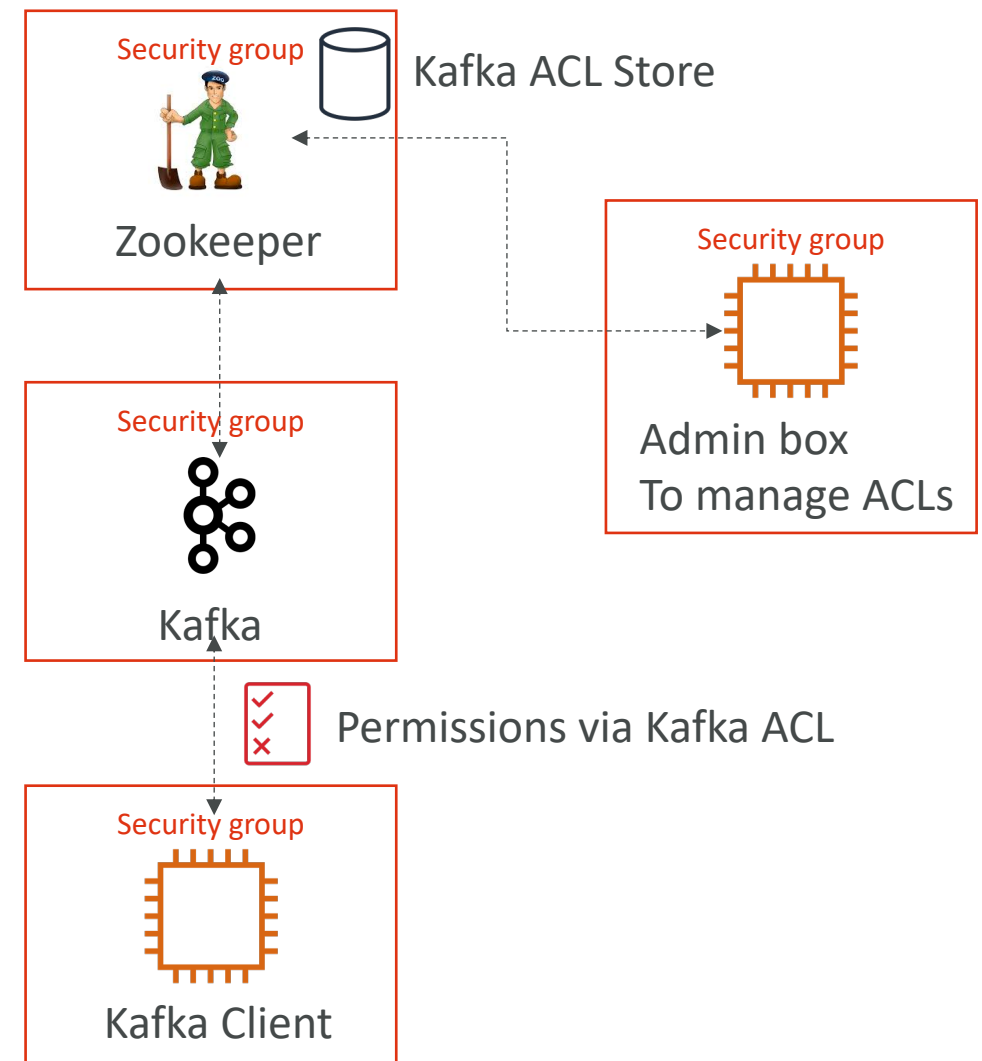 Security group
ZOO
Kafka ACL Store
Zookeeper
Security group
Admin box
To manage ACLs
Security group
Kafka
Permissions via Kafka ACL
Security group
Kafka Client